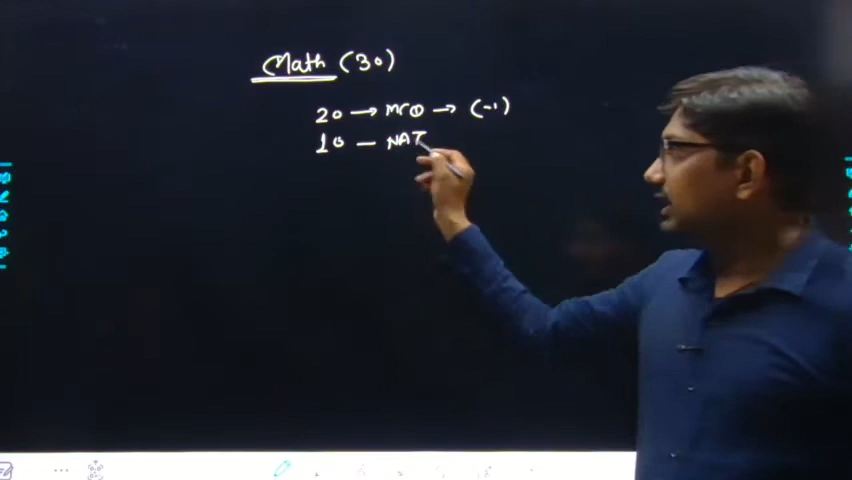 Math (30)
20 → MCQ → (-1)
10 — NAT